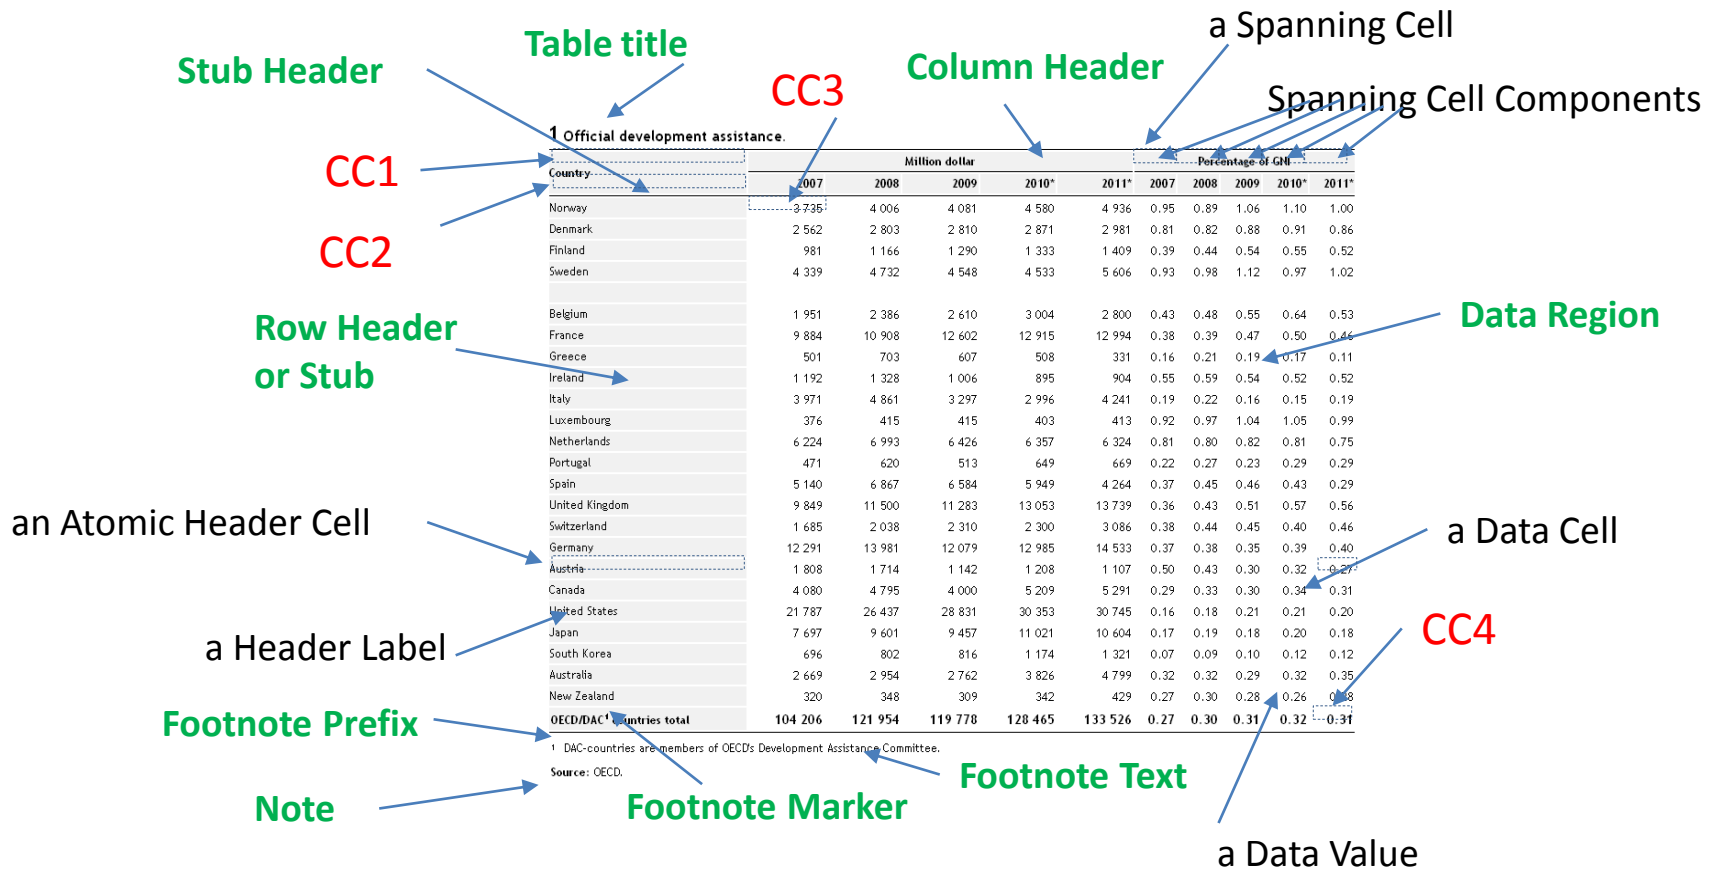 a Spanning Cell
Table title
Stub Header
Column Header
CC3
Spanning Cell Components
1 Official development assistance.
CC1
Million dollar Percentage of GNI
Country
2007 2008 2009 2010* 2011* 2007 2008 2009 2010* 2011*
CC2
Norway 3 735 4 006 4 081 4 580 4 936 0.95 0.89 1.06 1.10 1.00
Denmark 2 562 2 803 2 810 2 871 2 981 0.81 0.82 0.88 0.91 0.86
Finland 981 1 166 1 290 1 333 1 409 0.39 0.44 0.54 0.55 0.52
Sweden 4 339 4 732 4 548 4 533 5 606 0.93 0.98 1.12 0.97 1.02
Row Header
or Stub
Data Region
Belgium 1 951 2 386 2 610 3 004 2 800 0.43 0.48 0.55 0.64 0.53
France 9 884 10 908 12 602 12 915 12 994 0.38 0.39 0.47 0.50 0.46
Greece 501 703 607 508 331 0.16 0.21 0.19 0.17 0.11
Ireland 1 192 1 328 1 006 895 904 0.55 0.59 0.54 0.52 0.52
Italy 3 971 4 861 3 297 2 996 4 241 0.19 0.22 0.16 0.15 0.19
Luxembourg 376 415 415 403 413 0.92 0.97 1.04 1.05 0.99
Netherlands 6 224 6 993 6 426 6 357 6 324 0.81 0.80 0.82 0.81 0.75
Portugal 471 620 513 649 669 0.22 0.27 0.23 0.29 0.29
Spain 5 140 6 867 6 584 5 949 4 264 0.37 0.45 0.46 0.43 0.29
United Kingdom 9 849 11 500 11 283 13 053 13 739 0.36 0.43 0.51 0.57 0.56
an Atomic Header Cell
a Data Cell
Switzerland 1 685 2 038 2 310 2 300 3 086 0.38 0.44 0.45 0.40 0.46
Germany 12 291 13 981 12 079 12 985 14 533 0.37 0.38 0.35 0.39 0.40
Austria 1 808 1 714 1 142 1 208 1 107 0.50 0.43 0.30 0.32 0.27
Canada 4 080 4 795 4 000 5 209 5 291 0.29 0.33 0.30 0.34 0.31
United States 21 787 26 437 28 831 30 353 30 745 0.16 0.18 0.21 0.21 0.20
Japan 7 697 9 601 9 457 11 021 10 604 0.17 0.19 0.18 0.20 0.18
CC4
a Header Label
South Korea 696 802 816 1 174 1 321 0.07 0.09 0.10 0.12 0.12
Australia 2 669 2 954 2 762 3 826 4 799 0.32 0.32 0.29 0.32 0.35
New Zealand 320 348 309 342 429 0.27 0.30 0.28 0.26
OECD/DAC¹ countries total 104 206 121 954 119 778 128 465 133 526 0.27 0.30 0.31 0.32 0.31
Footnote Prefix
1 DAC-countries are members of OECD's Development Assistance Committee.
Source: OECD.
Footnote Text
Note
Footnote Marker
a Data Value